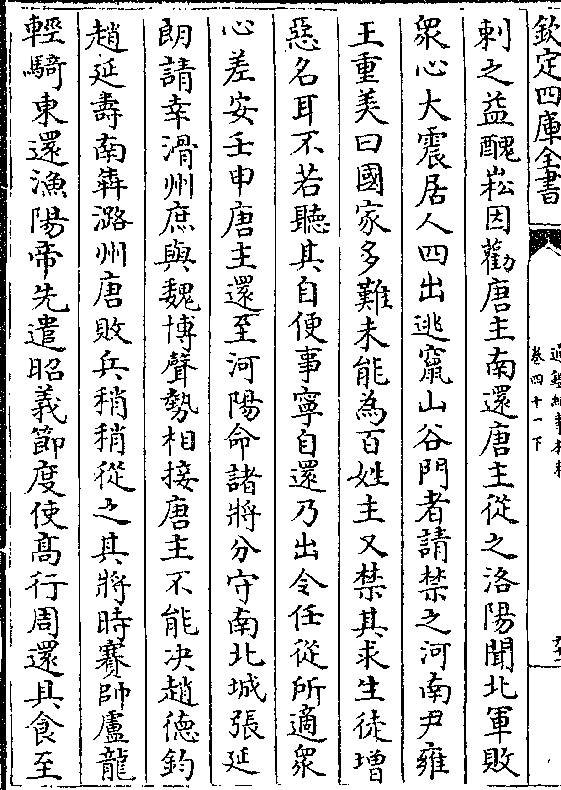 欽定四庫全書
通鑑紀事本末
卷四十一下
刺之益醜崧因勸唐主南還唐主從之洛陽聞北軍敗
衆心大震居人四出逃竄山谷門者請禁之河南尹雍
王重美曰國家多難未能為百姓主又禁其求生徒増
惡名耳不若聽其自便事寧自還乃出令任從所適衆
心差安壬申唐主還至河陽命諸將分守南北城張延
朗請幸滑州庶與魏博聲勢相接唐主不能决趙德鈞
趙延壽南犇潞州唐敗兵稍稍從之其將時賽帥盧龍
輕騎東還漁陽帝先遣昭義節度使髙行周還具食至